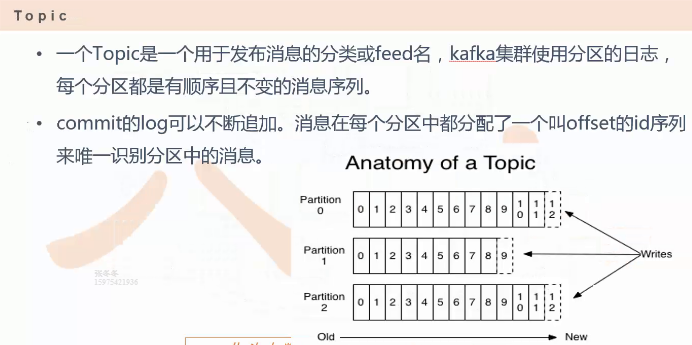 Topic
• 一个Topic是一个用于发布消息的分类或feed名，kafka集群使用分区的日志，
每个分区都是有顺序且不变的消息序列。
• commit的log可以不断追加。消息在每个分区中都分配了一个叫offset的id序列
来唯一识别分区中的消息。
Anatomy of a Topic
Partition 0 0 1 2 3 4 5 6 7 8 9 10 11 12
Partition 1 0 1 2 3 4 5 6 7 8 9
Writes
Partition 2 0 1 2 3 4 5 6 7 8 9 10 11 12
Old New